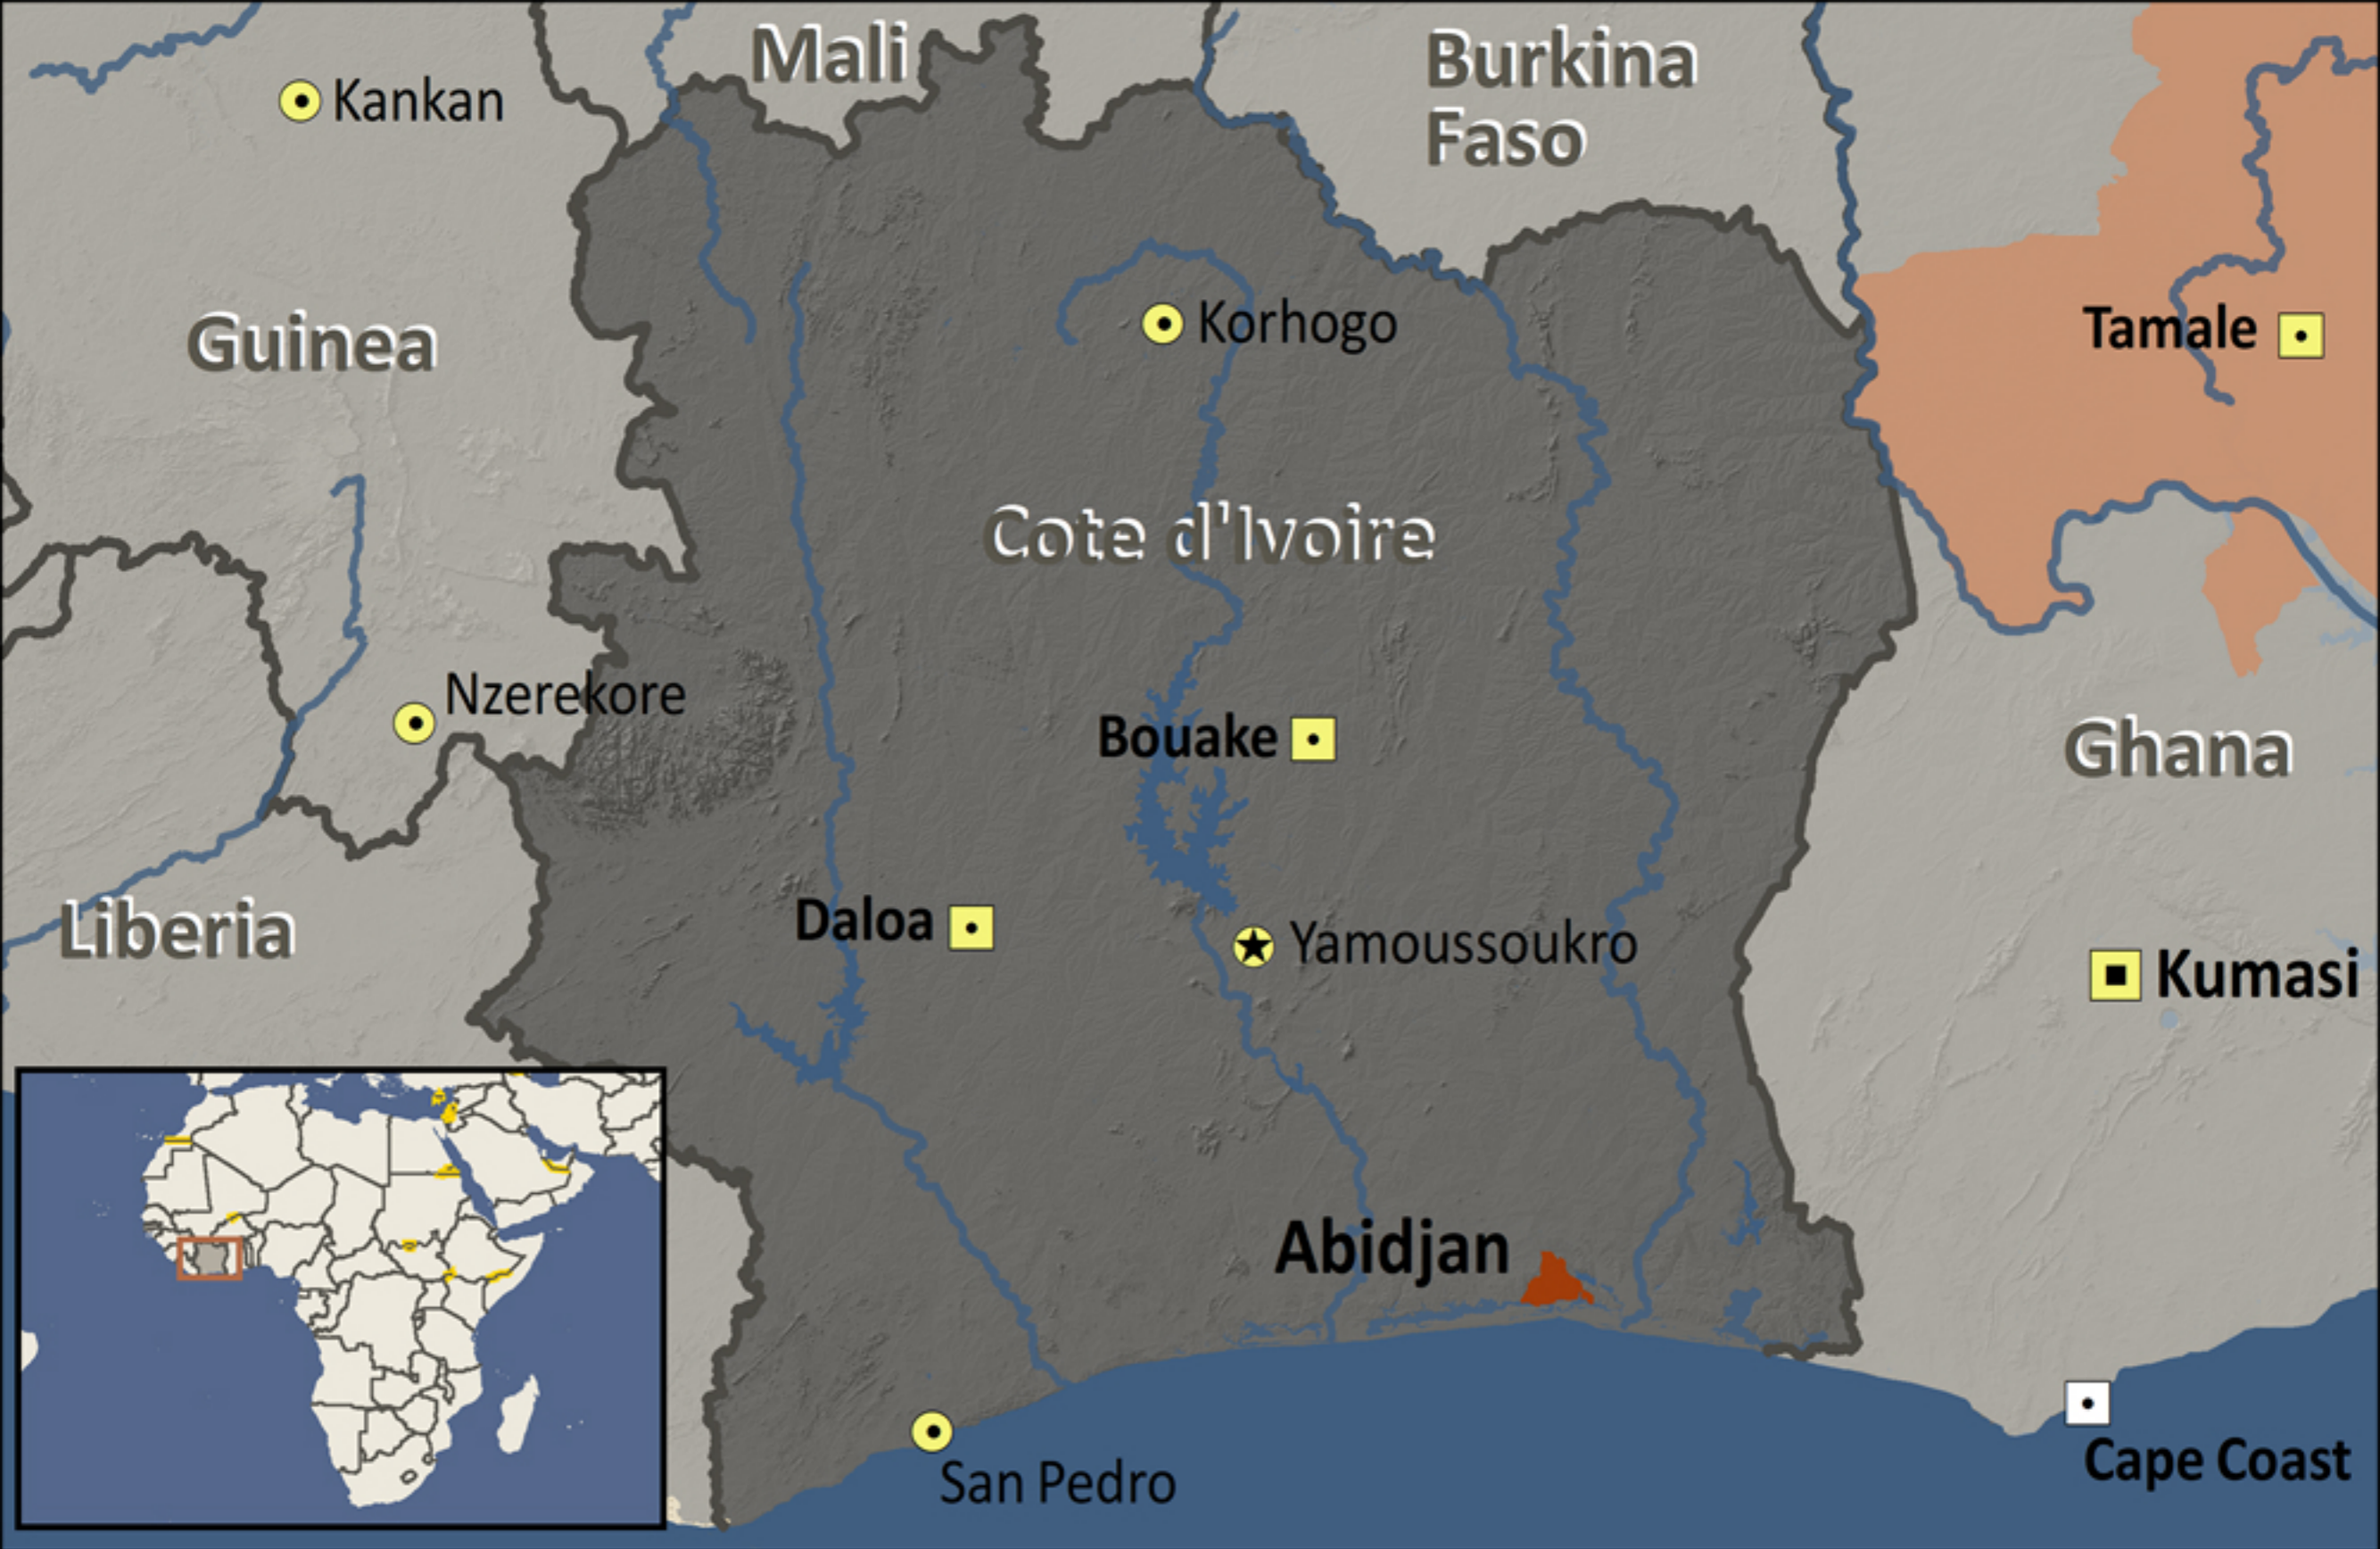 Mali
Burkina
Faso
Kankan
Guinea
Korhogo
Tamale
Cote d'Ivoire
Nzerekore
Bouake
Ghana
Liberia
Daloa
Yamoussoukro
Kumasi
Abidjan
San Pedro
Cape Coast